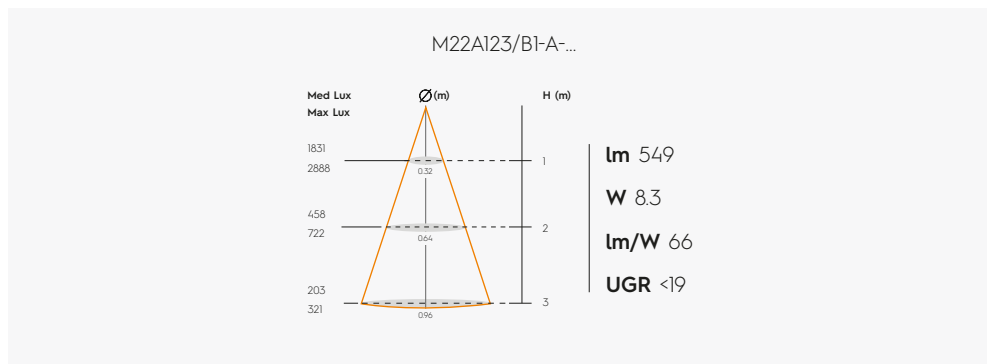 M22A123/B1-A-...
Med Lux Ø(m) H (m)
Max Lux
1831
2888
0.32
1
458
722
0.64
2
203
321
0.96
3
lm 549
W 8.3
lm/W 66
UGR <19